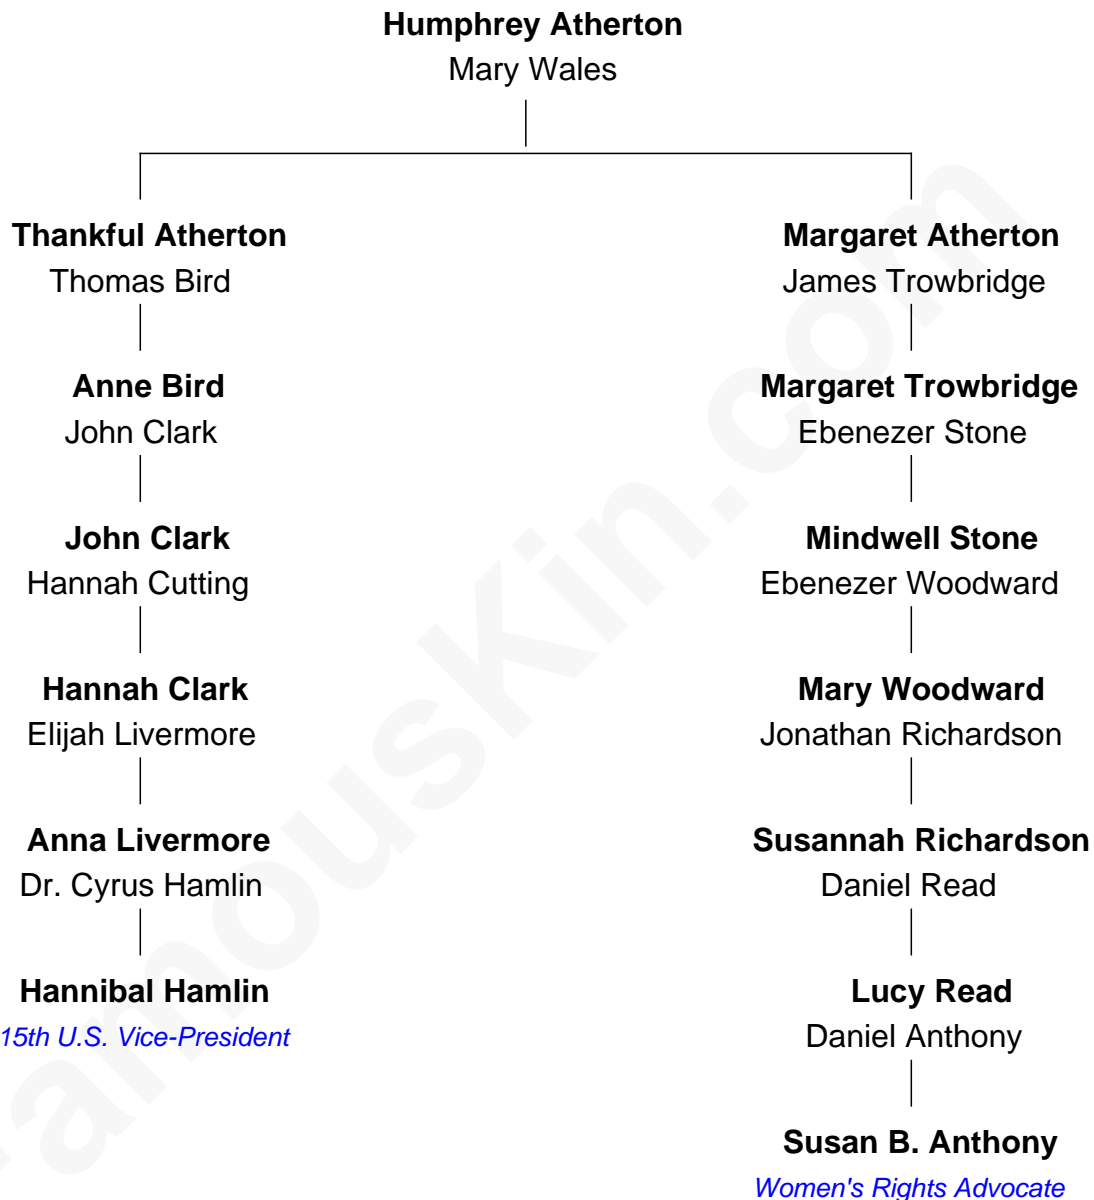 Humphrey Atherton
Mary Wales
Thankful Atherton
Thomas Bird
Anne Bird
John Clark
John Clark
Hannah Cutting
Hannah Clark
Elijah Livermore
Anna Livermore
Dr. Cyrus Hamlin
Hannibal Hamlin
15th U.S. Vice-President
Margaret Atherton
James Trowbridge
Margaret Trowbridge
Ebenezer Stone
Mindwell Stone
Ebenezer Woodward
Mary Woodward
Jonathan Richardson
Susannah Richardson
Daniel Read
Lucy Read
Daniel Anthony
Susan B. Anthony
Women's Rights Advocate
famousKin.com